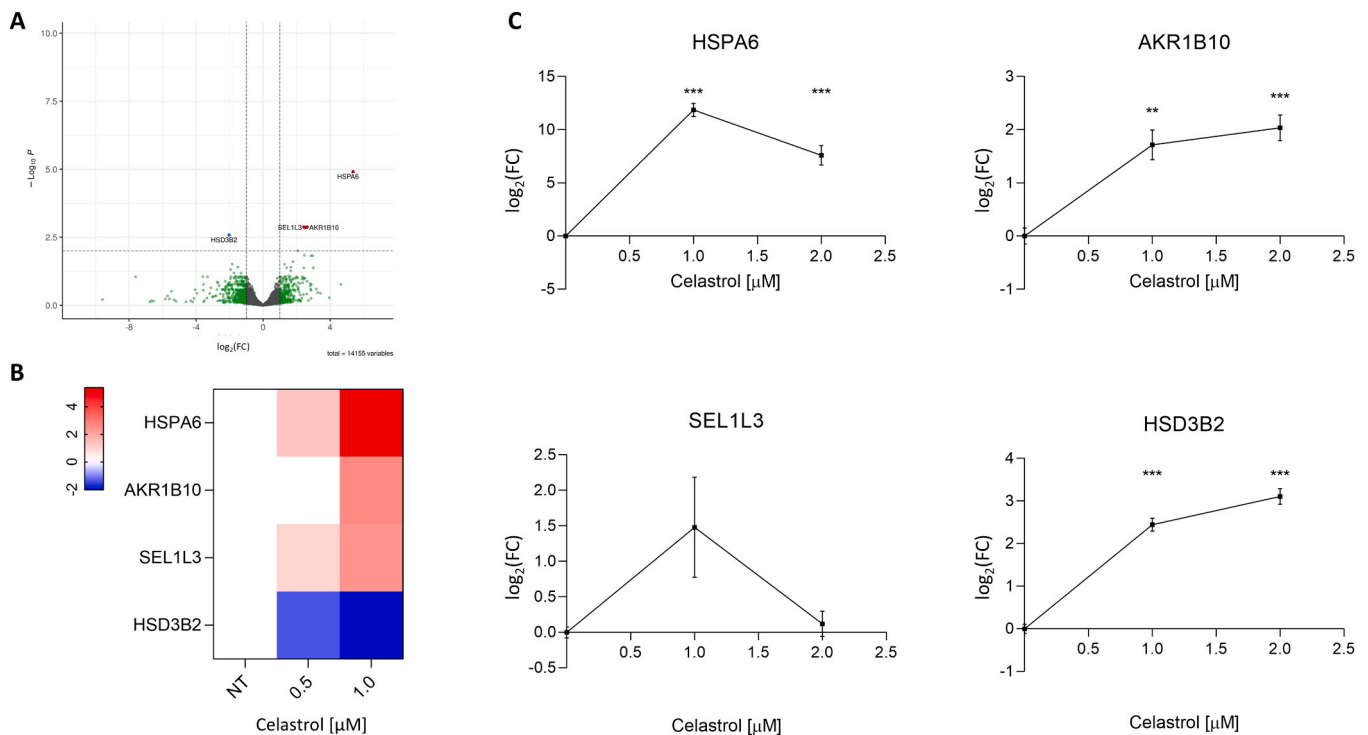 A
10.0
7.5
5.0
2.5
0.0
− Log10 P
HSPA6
SEL1L3
AKR1B10
HSD3B2
-8
-4
0
4
log2(FC)
total = 14155 variables
B
4
2
0
-2
HSPA6
AKR1B10
SEL1L3
HSD3B2
NT
0.5
1.0
Celastrol [μM]
C
HSPA6
15
10
5
0
-5
log2(FC)
***
***
0.5
1.0
1.5
2.0
2.5
Celastrol [μM]
AKR1B10
3
2
1
0
-1
log2(FC)
**
***
0.5
1.0
1.5
2.0
2.5
Celastrol [μM]
SEL1L3
2.5
2.0
1.5
1.0
0.5
0.0
-0.5
log2(FC)
0.5
1.0
1.5
2.0
2.5
Celastrol [μM]
HSD3B2
4
3
2
1
0
-1
log2(FC)
***
***
0.5
1.0
1.5
2.0
2.5
Celastrol [μM]